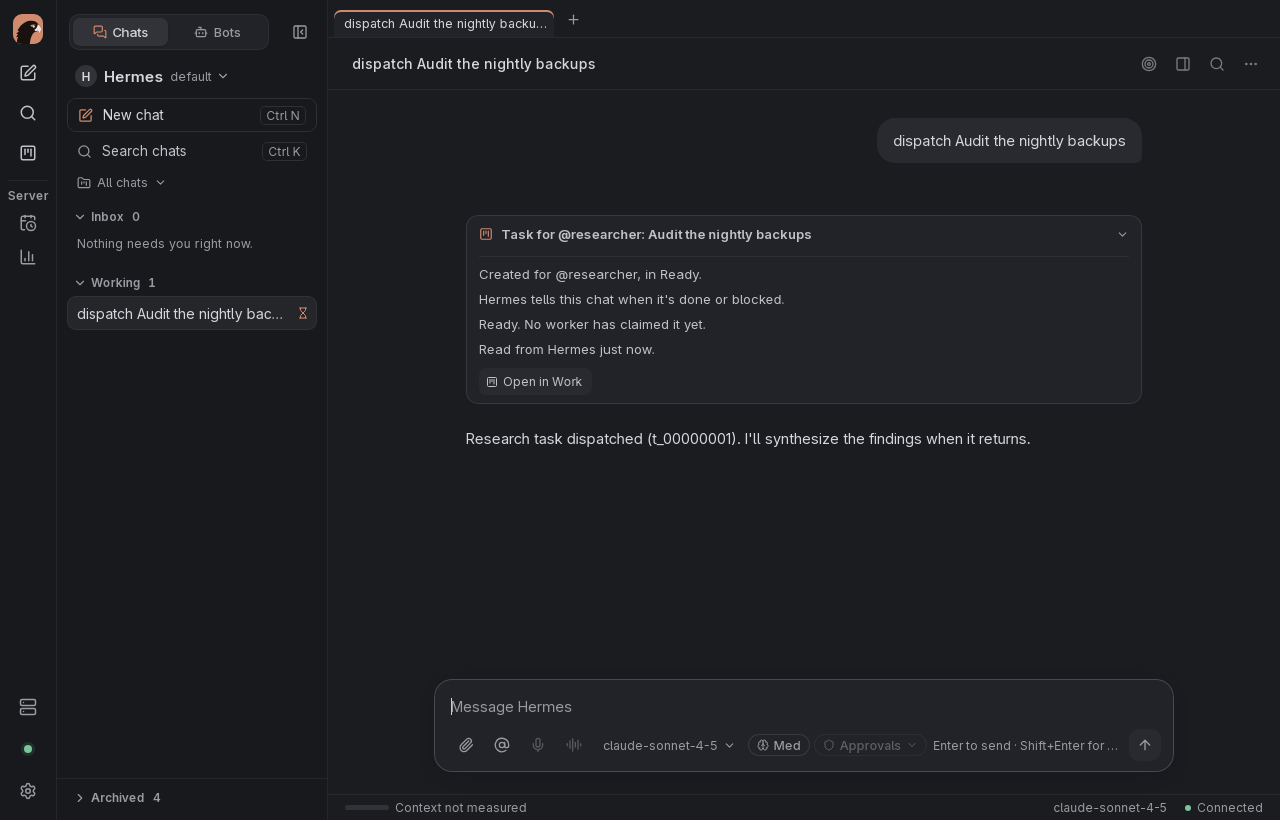 Chats
Bots
H Hermes default
New chat Ctrl N
Search chats Ctrl K
All chats
Server
Inbox 0
Nothing needs you right now.
Working 1
dispatch Audit the nightly bac…
Archived 4
dispatch Audit the nightly backu…
dispatch Audit the nightly backups
dispatch Audit the nightly backups
Task for @researcher: Audit the nightly backups
Created for @researcher, in Ready.
Hermes tells this chat when it's done or blocked.
Ready. No worker has claimed it yet.
Read from Hermes just now.
Open in Work
Research task dispatched (t_00000001). I'll synthesize the findings when it returns.
Message Hermes
claude-sonnet-4-5 Med Approvals Enter to send · Shift+Enter for …
Context not measured
claude-sonnet-4-5 Connected